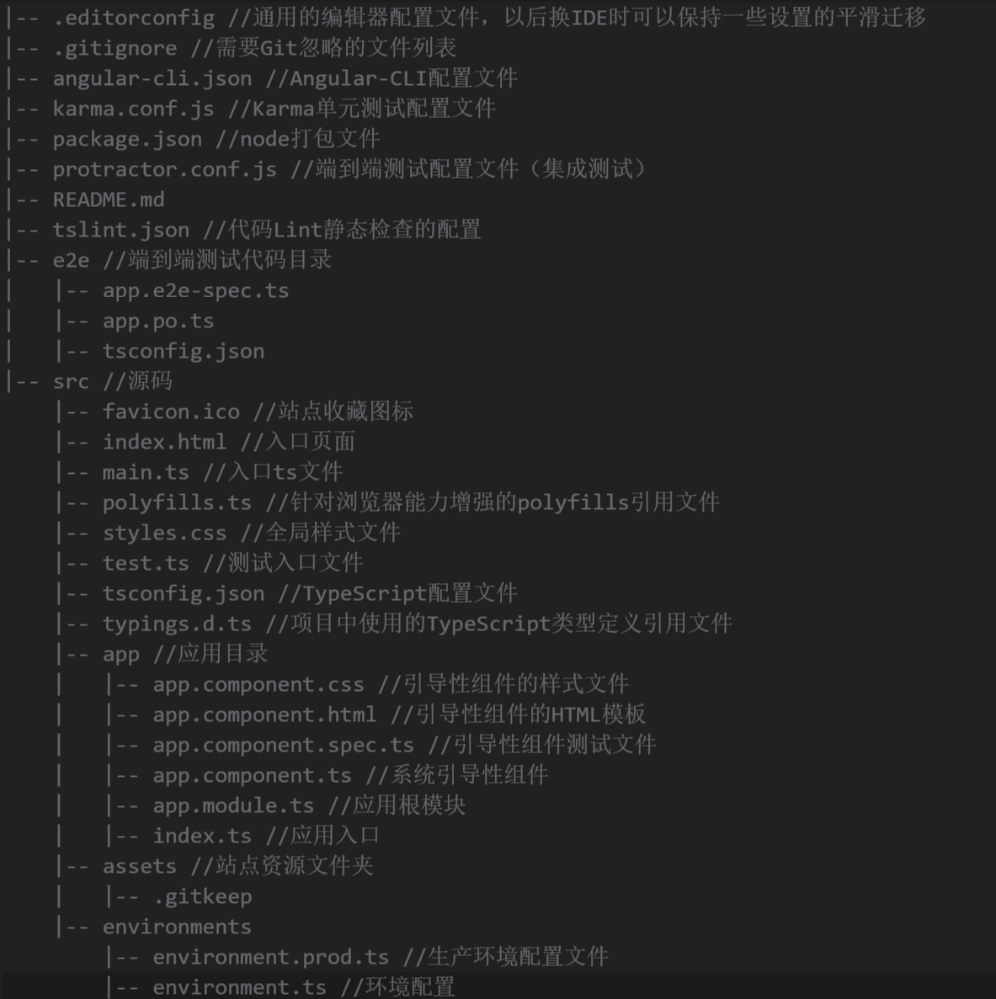 |-- .editorconfig //通用的编辑器配置文件，以后换IDE时可以保持一些设置的平滑迁移
|-- .gitignore //需要Git忽略的文件列表
|-- angular-cli.json //Angular-CLI配置文件
|-- karma.conf.js //Karma单元测试配置文件
|-- package.json //node打包文件
|-- protractor.conf.js //端到端测试配置文件（集成测试）
|-- README.md
|-- tslint.json //代码Lint静态检查的配置
|-- e2e //端到端测试代码目录
|   |-- app.e2e-spec.ts
|   |-- app.po.ts
|   |-- tsconfig.json
|-- src //源码
    |-- favicon.ico //站点收藏图标
    |-- index.html //入口页面
    |-- main.ts //入口ts文件
    |-- polyfills.ts //针对浏览器能力增强的polyfills引用文件
    |-- styles.css //全局样式文件
    |-- test.ts //测试入口文件
    |-- tsconfig.json //TypeScript配置文件
    |-- typings.d.ts //项目中使用的TypeScript类型定义引用文件
    |-- app //应用目录
    |   |-- app.component.css //引导性组件的样式文件
    |   |-- app.component.html //引导性组件的HTML模板
    |   |-- app.component.spec.ts //引导性组件测试文件
    |   |-- app.component.ts //系统引导性组件
    |   |-- app.module.ts //应用根模块
    |   |-- index.ts //应用入口
    |-- assets //站点资源文件夹
    |   |-- .gitkeep
    |-- environments
        |-- environment.prod.ts //生产环境配置文件
        |-- environment.ts //环境配置